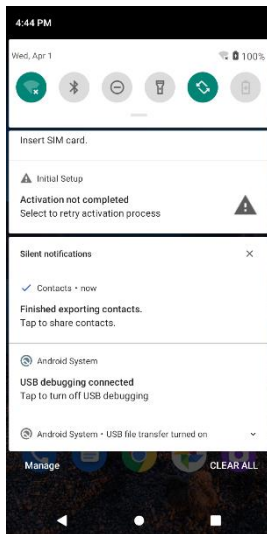 4:44 PM
Wed, Apr 1
100%
Insert SIM card.
Initial Setup
Activation not completed
Select to retry activation process
Silent notifications
Contacts • now
Finished exporting contacts.
Tap to share contacts.
Android System
USB debugging connected
Tap to turn off USB debugging
Android System • USB file transfer turned on
Manage
CLEAR ALL